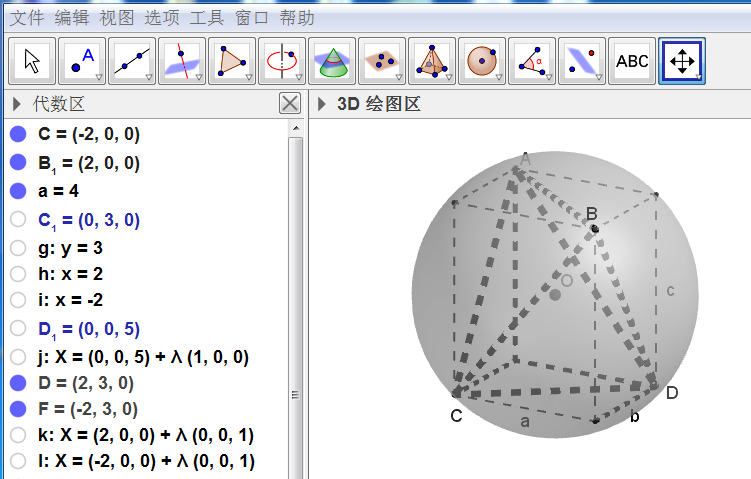 文件 编辑 视图 选项 工具 窗口 帮助
A α ABC
代数区
3D 绘图区
C = (-2, 0, 0)
B₁ = (2, 0, 0)
a = 4
C₁ = (0, 3, 0)
g: y = 3
h: x = 2
i: x = -2
D₁ = (0, 0, 5)
j: X = (0, 0, 5) + λ (1, 0, 0)
D = (2, 3, 0)
F = (-2, 3, 0)
k: X = (2, 0, 0) + λ (0, 0, 1)
l: X = (-2, 0, 0) + λ (0, 0, 1)
A
B
O
c
D
C
a
b